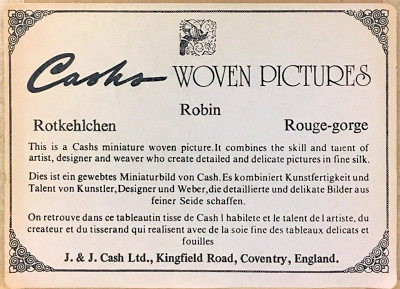 Cashs WOVEN PICTURES
Robin
Rotkehlchen Rouge-gorge
This is a Cashs miniature woven picture.It combines the skill and talent of
artist, designer and weaver who create detailed and delicate pictures in fine silk.
Dies ist ein gewebtes Miniaturbild von Cash.Es kombiniert Kunstfertigkeit und
Talent von Kunstler,Designer und Weber,die detaillierte und delikate Bilder aus
feiner Seide schaffen.
On retrouve dans ce tableautin tisse de Cash l habilete et le talent de l artiste, du
createur et du tisserand qui realisent avec de la soie fine des tableaux delicats et
fouilles
J. & J. Cash Ltd., Kingfield Road, Coventry, England.